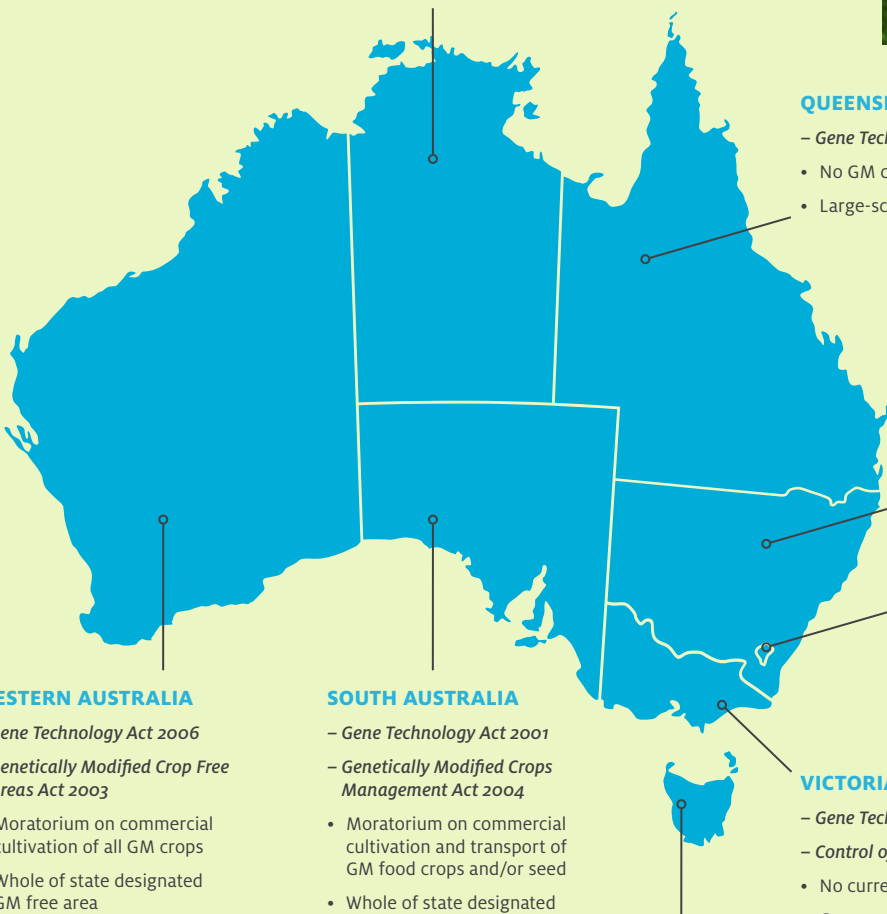 QUEENSL
– Gene Tech
• No GM c
• Large-sc
ESTERN AUSTRALIA
ene Technology Act 2006
enetically Modified Crop Free
reas Act 2003
Moratorium on commercial
cultivation of all GM crops
Whole of state designated
GM free area
SOUTH AUSTRALIA
– Gene Technology Act 2001
– Genetically Modified Crops
Management Act 2004
• Moratorium on commercial
cultivation and transport of
GM food crops and/or seed
• Whole of state designated
VICTORIA
– Gene Tech
– Control o
• No curre